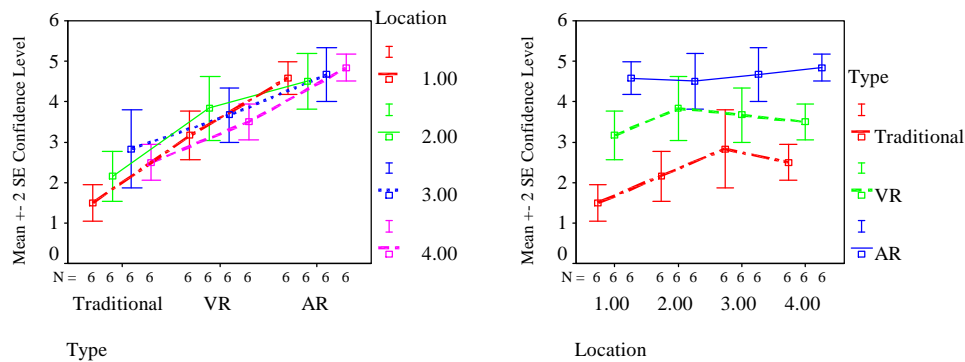 Mean +- 2 SE Confidence Level
6
5
4
3
2
1
0
N = 6 6 6 6 6 6 6 6 6 6 6 6
Traditional VR AR
Type
Location
1.00
2.00
3.00
4.00
Mean +- 2 SE Confidence Level
6
5
4
3
2
1
0
N = 6 6 6 6 6 6 6 6 6 6 6 6
1.00 2.00 3.00 4.00
Location
Type
Traditional
VR
AR